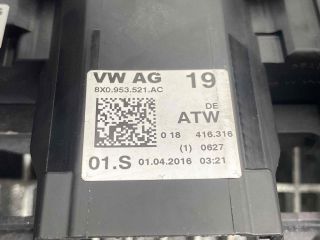 VW AG 19
8X0.953.521.AC
DE
ATW
0 18 416.316
(1) 0627
01.S 01.04.2016 03:21